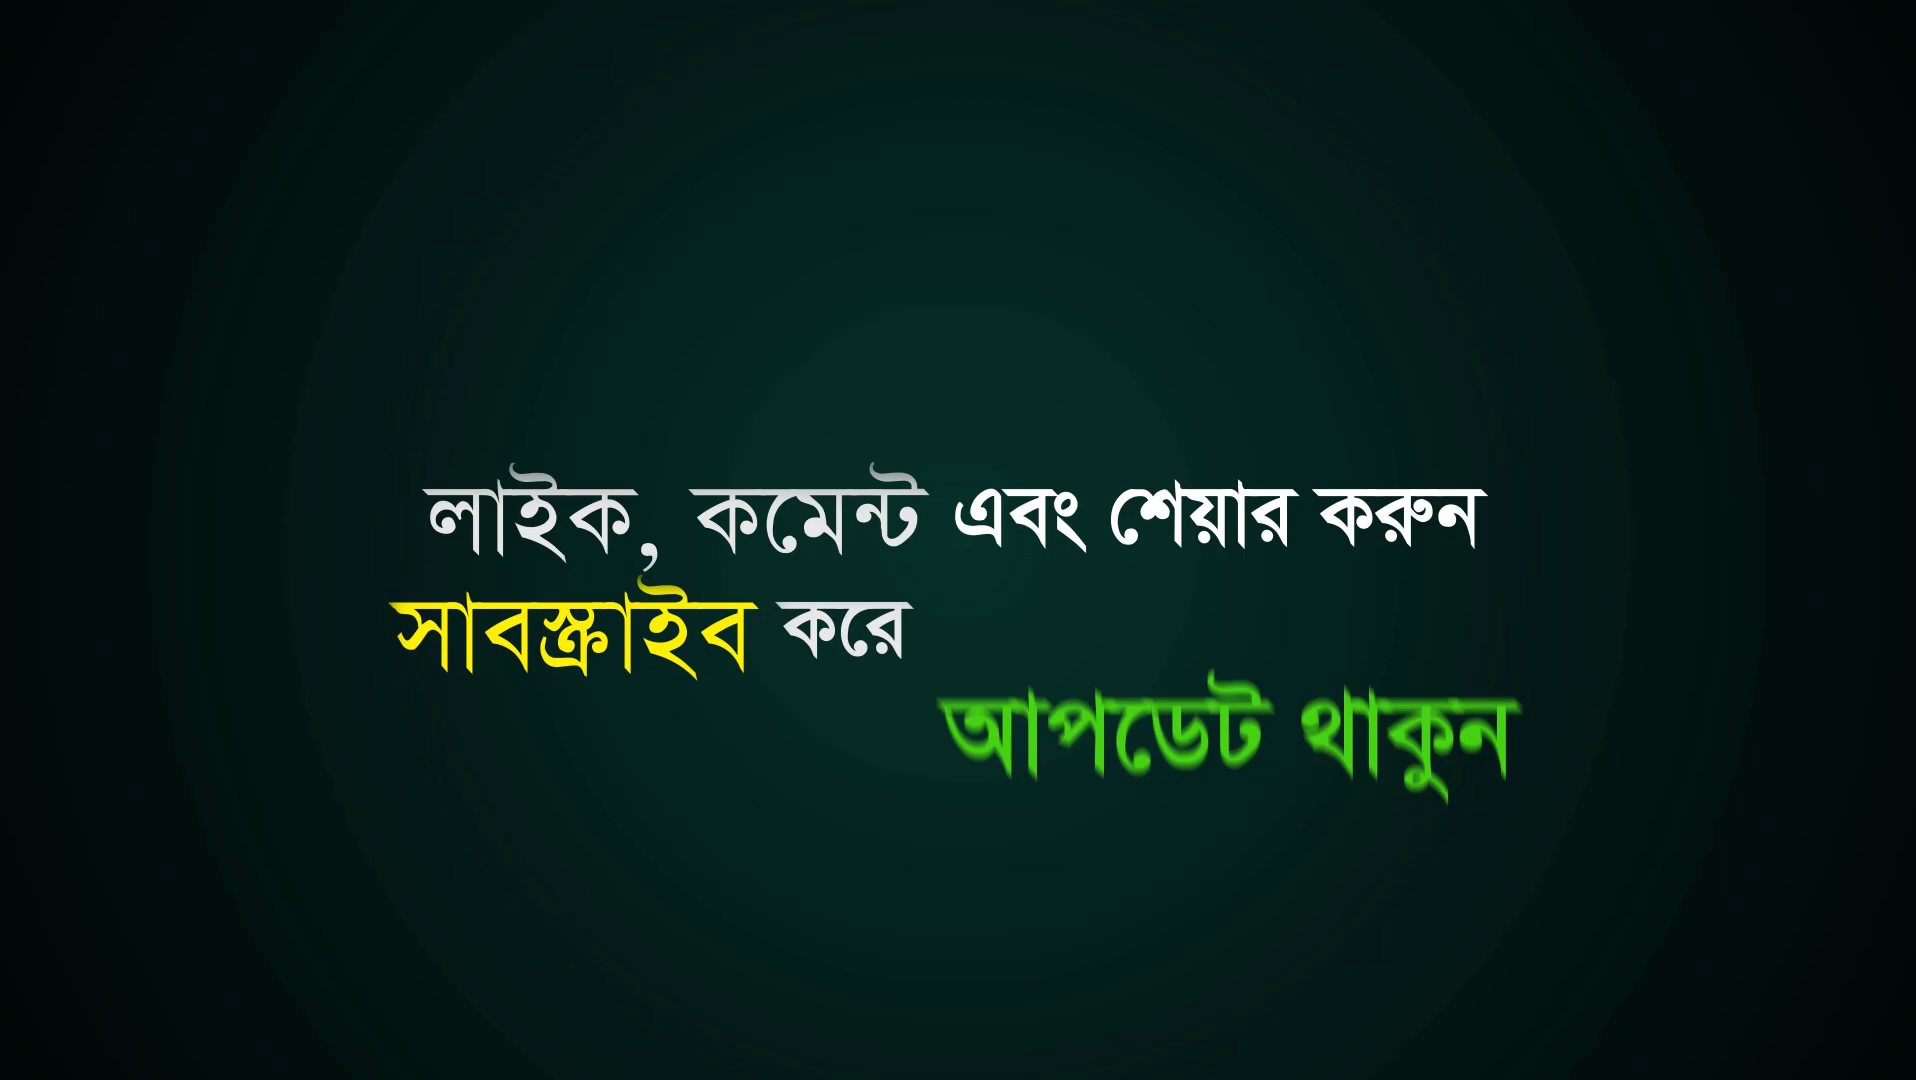 লাইক, কমেন্ট এবং শেয়ার করুন
সাবস্ক্রাইব করে
আপডেট থাকুন